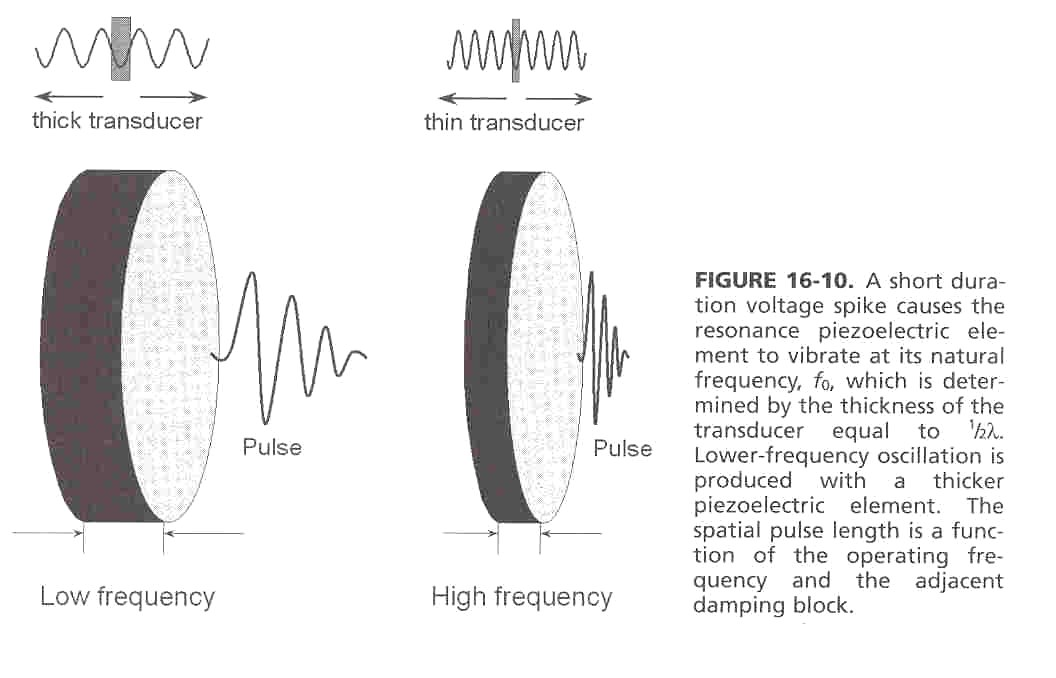 thick transducer
thin transducer
Pulse
Pulse
Low frequency
High frequency
FIGURE 16-10. A short dura-
tion voltage spike causes the
resonance piezoelectric ele-
ment to vibrate at its natural
frequency, f₀, which is deter-
mined by the thickness of the
transducer equal to ¹/₂λ.
Lower-frequency oscillation is
produced with a thicker
piezoelectric element. The
spatial pulse length is a func-
tion of the operating fre-
quency and the adjacent
damping block.